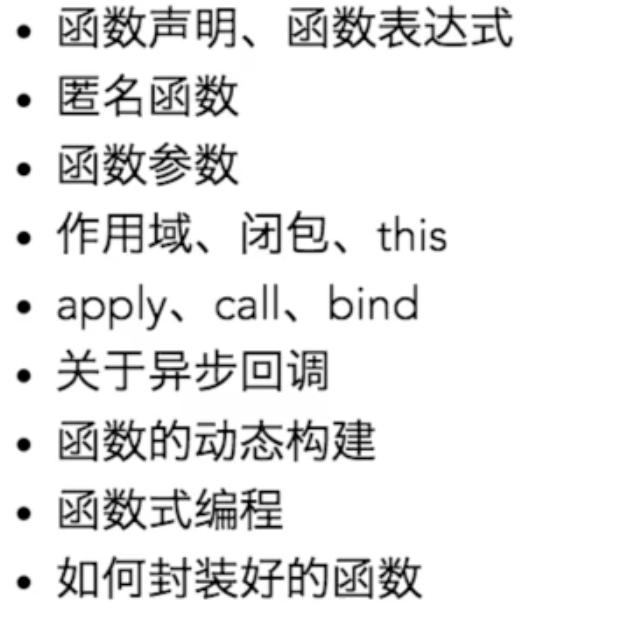 • 函数声明、函数表达式
• 匿名函数
• 函数参数
• 作用域、闭包、this
• apply、call、bind
• 关于异步回调
• 函数的动态构建
• 函数式编程
• 如何封装好的函数